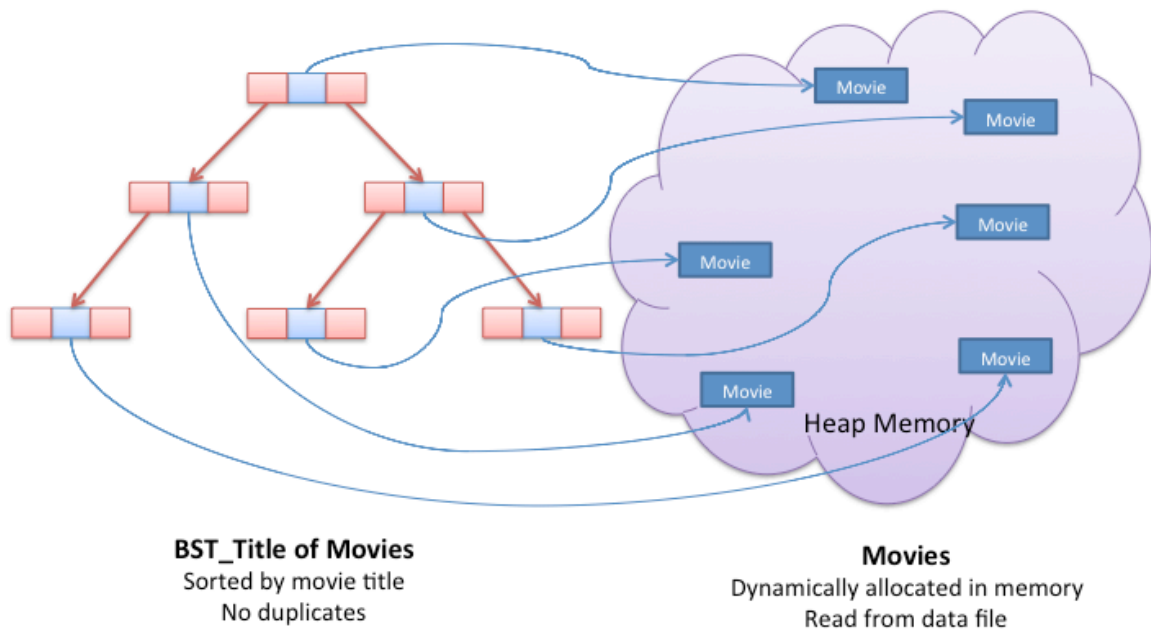 Movie
Movie
Movie
Movie
Movie
Movie
Heap Memory
BST_Title of Movies
Sorted by movie title
No duplicates
Movies
Dynamically allocated in memory
Read from data file